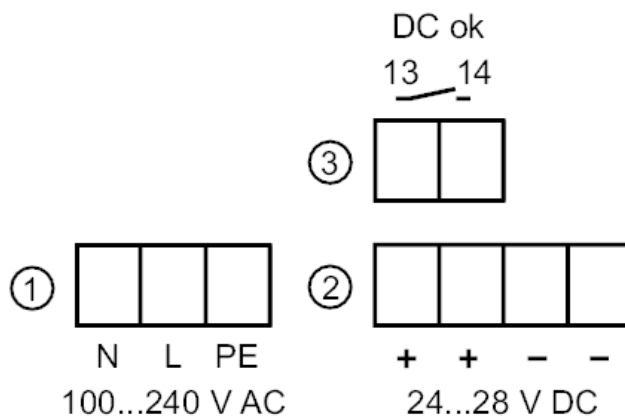 DC ok
13 14
3
1
2
N L PE
+ + − −
100...240 V AC
24...28 V DC